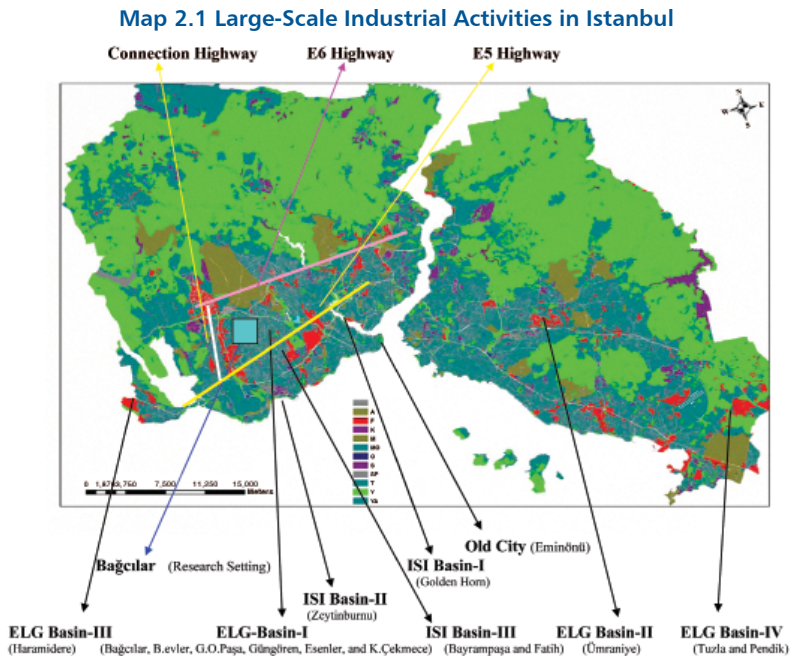 Map 2.1 Large-Scale Industrial Activities in Istanbul
Connection Highway E6 Highway E5 Highway
N
W K
S
A
F
K
M
MG
O
S
AP
T
Y
YA
7,500 11,250 15,000
Meters
Bağcılar (Research Setting)
Old City (Eminönü)
ISI Basin-I
(Golden Horn)
ISI Basin-II
(Zeytinburnu)
ELG Basin-III ELG-Basin-I ISI Basin-III ELG Basin-II ELG Basin-IV
(Haramidere) (Bağcılar, B.evler, G.O.Paşa, Güngören, Esenler, and K.Çekmece) (Bayrampaşa and Fatih) (Ümraniye) (Tuzla and Pendik)